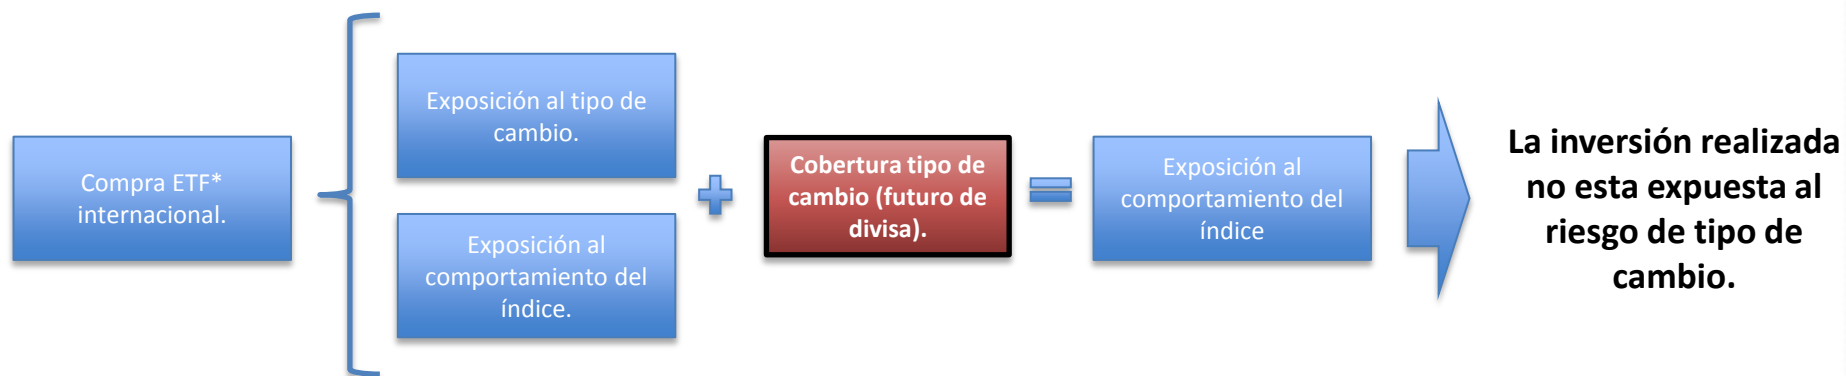 Compra ETF*
internacional.
Exposición al tipo de
cambio.
Exposición al
comportamiento del
índice.
Cobertura tipo de
cambio (futuro de
divisa).
Exposición al
comportamiento del
índice
La inversión realizada
no esta expuesta al
riesgo de tipo de
cambio.